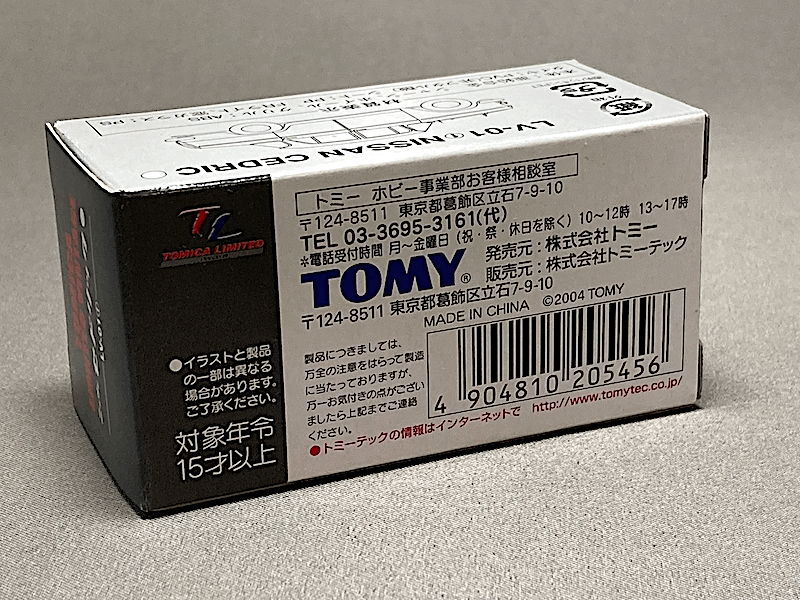 LV-01 ① NISSAN CEDRIC
材質表示
TOMICA LIMITED
●イラストと製品
の一部は異なる
場合があります。
ご了承ください。
対象年令
15才以上
トミー ホビー事業部お客様相談室
〒124-8511 東京都葛飾区立石7-9-10
TEL 03-3695-3161(代)
*電話受付時間 月〜金曜日 (祝・祭・休日を除く) 10〜12時 13〜17時
TOMY®
発売元:株式会社トミー
販売元:株式会社トミーテック
〒124-8511 東京都葛飾区立石7-9-10
MADE IN CHINA ©2004 TOMY
製品につきましては、
万全の注意をはらって製造
に当たっておりますが、
万一お気付きの点がござい
ましたら上記までご連絡
ください。
4 904810 205456
●トミーテックの情報はインターネットで http://www.tomytec.co.jp/